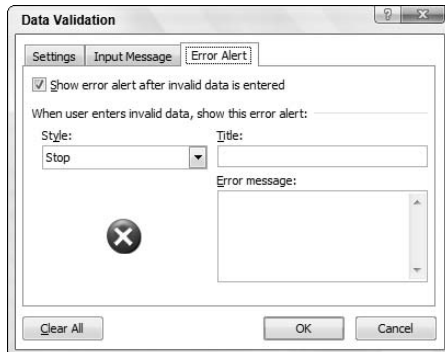 Data Validation
Settings Input Message Error Alert
Show error alert after invalid data is entered
When user enters invalid data, show this error alert:
Style: Title:
Stop
Error message:
Clear All OK Cancel